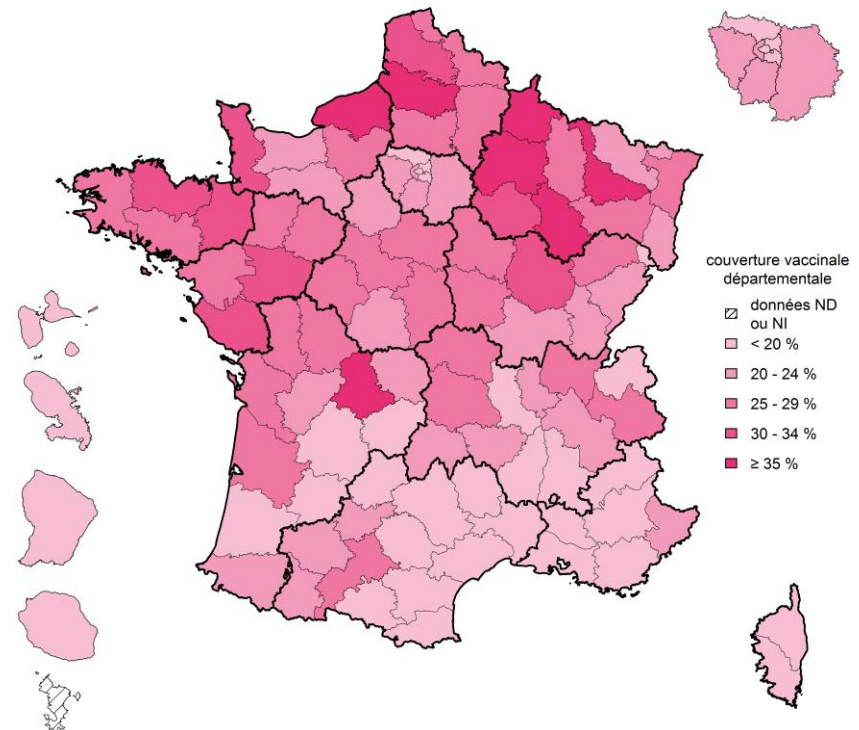 couverture vaccinale
départementale
données ND
ou NI
< 20 %
20 - 24 %
25 - 29 %
30 - 34 %
≥ 35 %